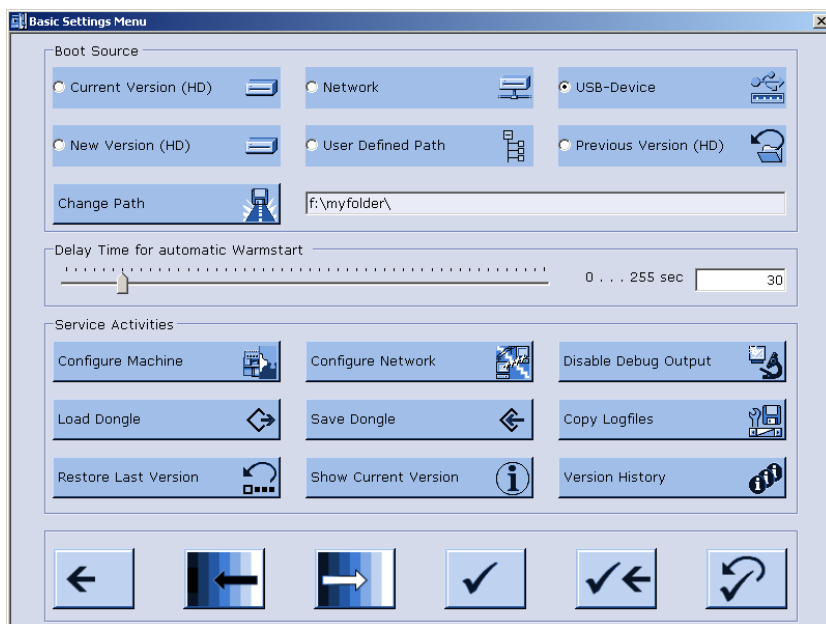 Basic Settings Menu
Boot Source
Current Version (HD)
Network
USB-Device
New Version (HD)
User Defined Path
Previous Version (HD)
Change Path
f:\myfolder\
Delay Time for automatic Warmstart
0 . . . 255 sec
30
Service Activities
Configure Machine
Configure Network
Disable Debug Output
Load Dongle
Save Dongle
Copy Logfiles
Restore Last Version
Show Current Version
Version History